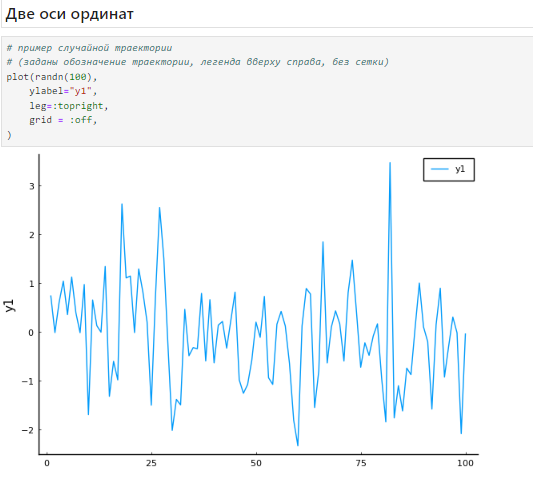 Две оси ординат
# пример случайной траектории
# (заданы обозначение траектории, легенда вверху справа, без сетки)
plot(randn(100),
    ylabel="y1",
    leg=:topright,
    grid = :off,
)
y1
3
2
1
0
−1
−2
y1
0
25
50
75
100